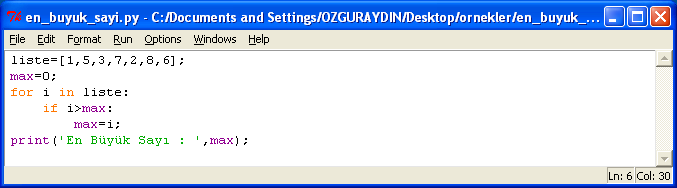 en_buyuk_sayi.py - C:/Documents and Settings/OZGURAYDIN/Desktop/ornekler/en_buyuk_...
File Edit Format Run Options Windows Help
liste=[1,5,3,7,2,8,6];
max=0;
for i in liste:
    if i>max:
        max=i;
print('En Büyük Sayı : ',max);
Ln: 6 Col: 30